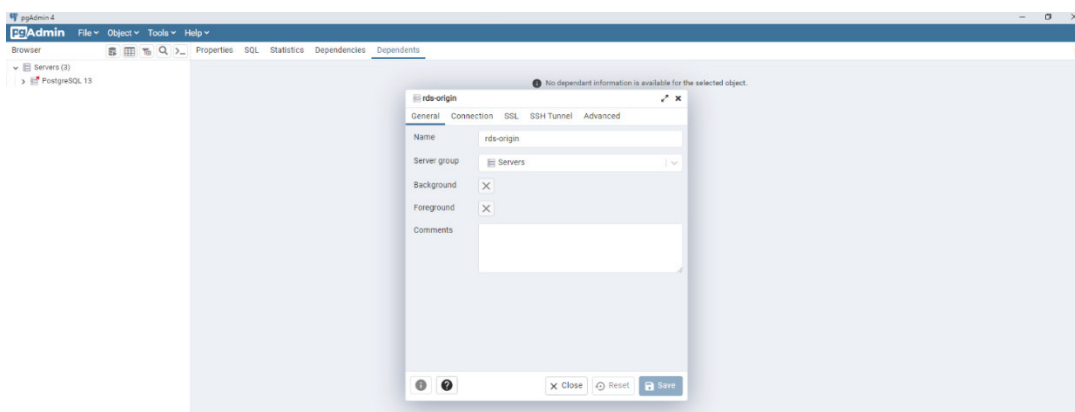 pgAdmin 4
pgAdmin File Object Tools Help
Browser Properties SQL Statistics Dependencies Dependents
Servers (3)
PostgreSQL 13
No dependant information is available for the selected object.
rds-origin
General Connection SSL SSH Tunnel Advanced
Name rds-origin
Server group Servers
Background
Foreground
Comments
Close Reset Save